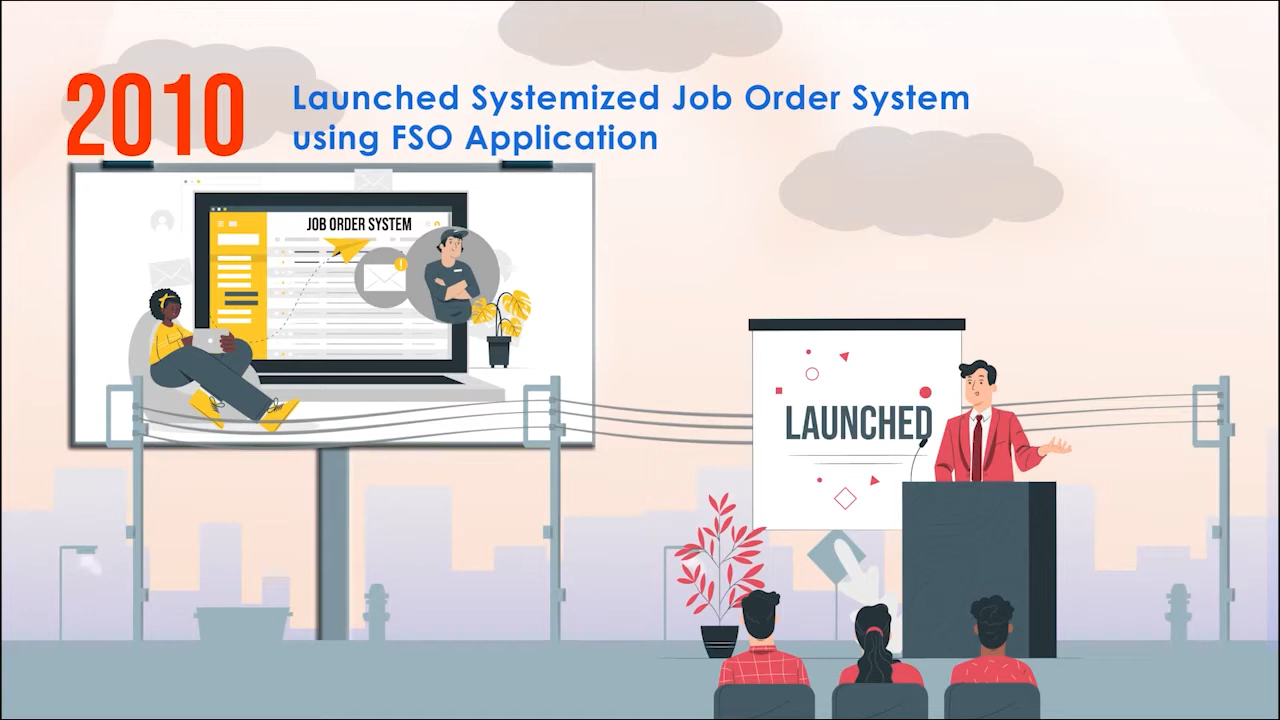 2010
Launched Systemized Job Order System
using FSO Application
JOB ORDER SYSTEM
LAUNCHED